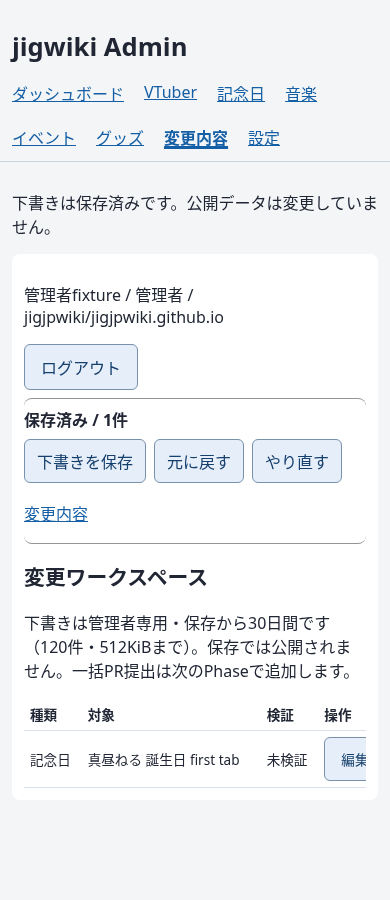 jigwiki Admin
ダッシュボード VTuber 記念日 音楽
イベント グッズ 変更内容 設定
下書きは保存済みです。公開データは変更していま
せん。
管理者fixture / 管理者 /
jigjpwiki/jigjpwiki.github.io
ログアウト
保存済み / 1件
下書きを保存 元に戻す やり直す
変更内容
変更ワークスペース
下書きは管理者専用・保存から30日間です
（120件・512KiBまで）。保存では公開されま
せん。一括PR提出は次のPhaseで追加します。
種類 対象 検証 操作
記念日 真昼ねる 誕生日 first tab 未検証 編集